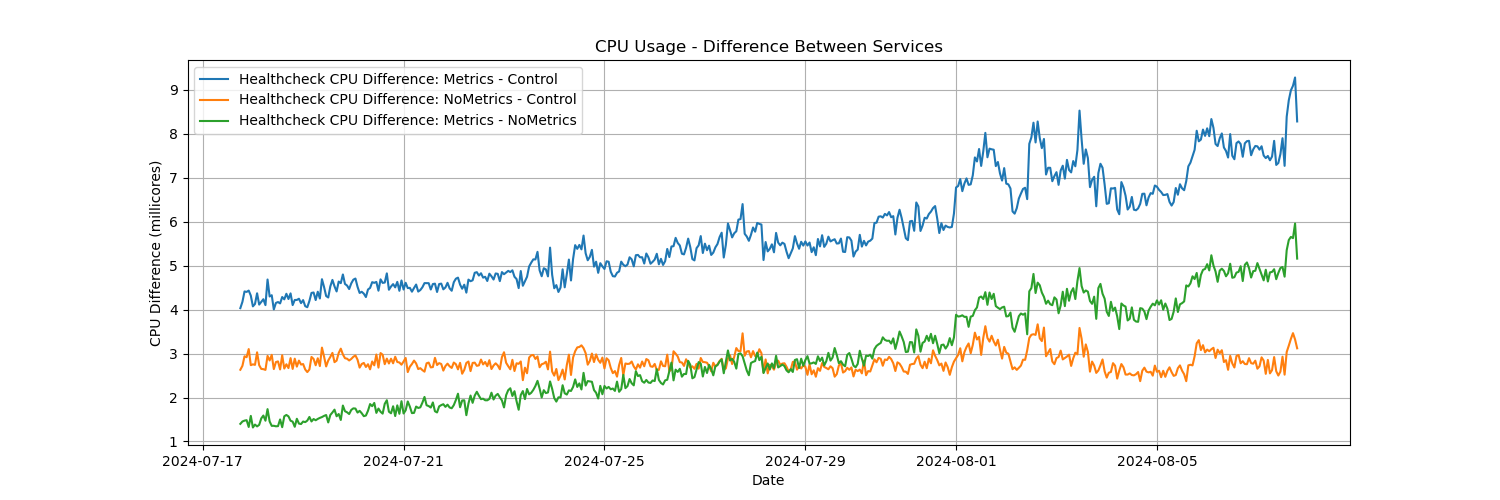 CPU Usage - Difference Between Services
Healthcheck CPU Difference: Metrics - Control
Healthcheck CPU Difference: NoMetrics - Control
Healthcheck CPU Difference: Metrics - NoMetrics
CPU Difference (millicores)
9
8
7
6
5
4
3
2
1
2024-07-17 2024-07-21 2024-07-25 2024-07-29 2024-08-01 2024-08-05
Date